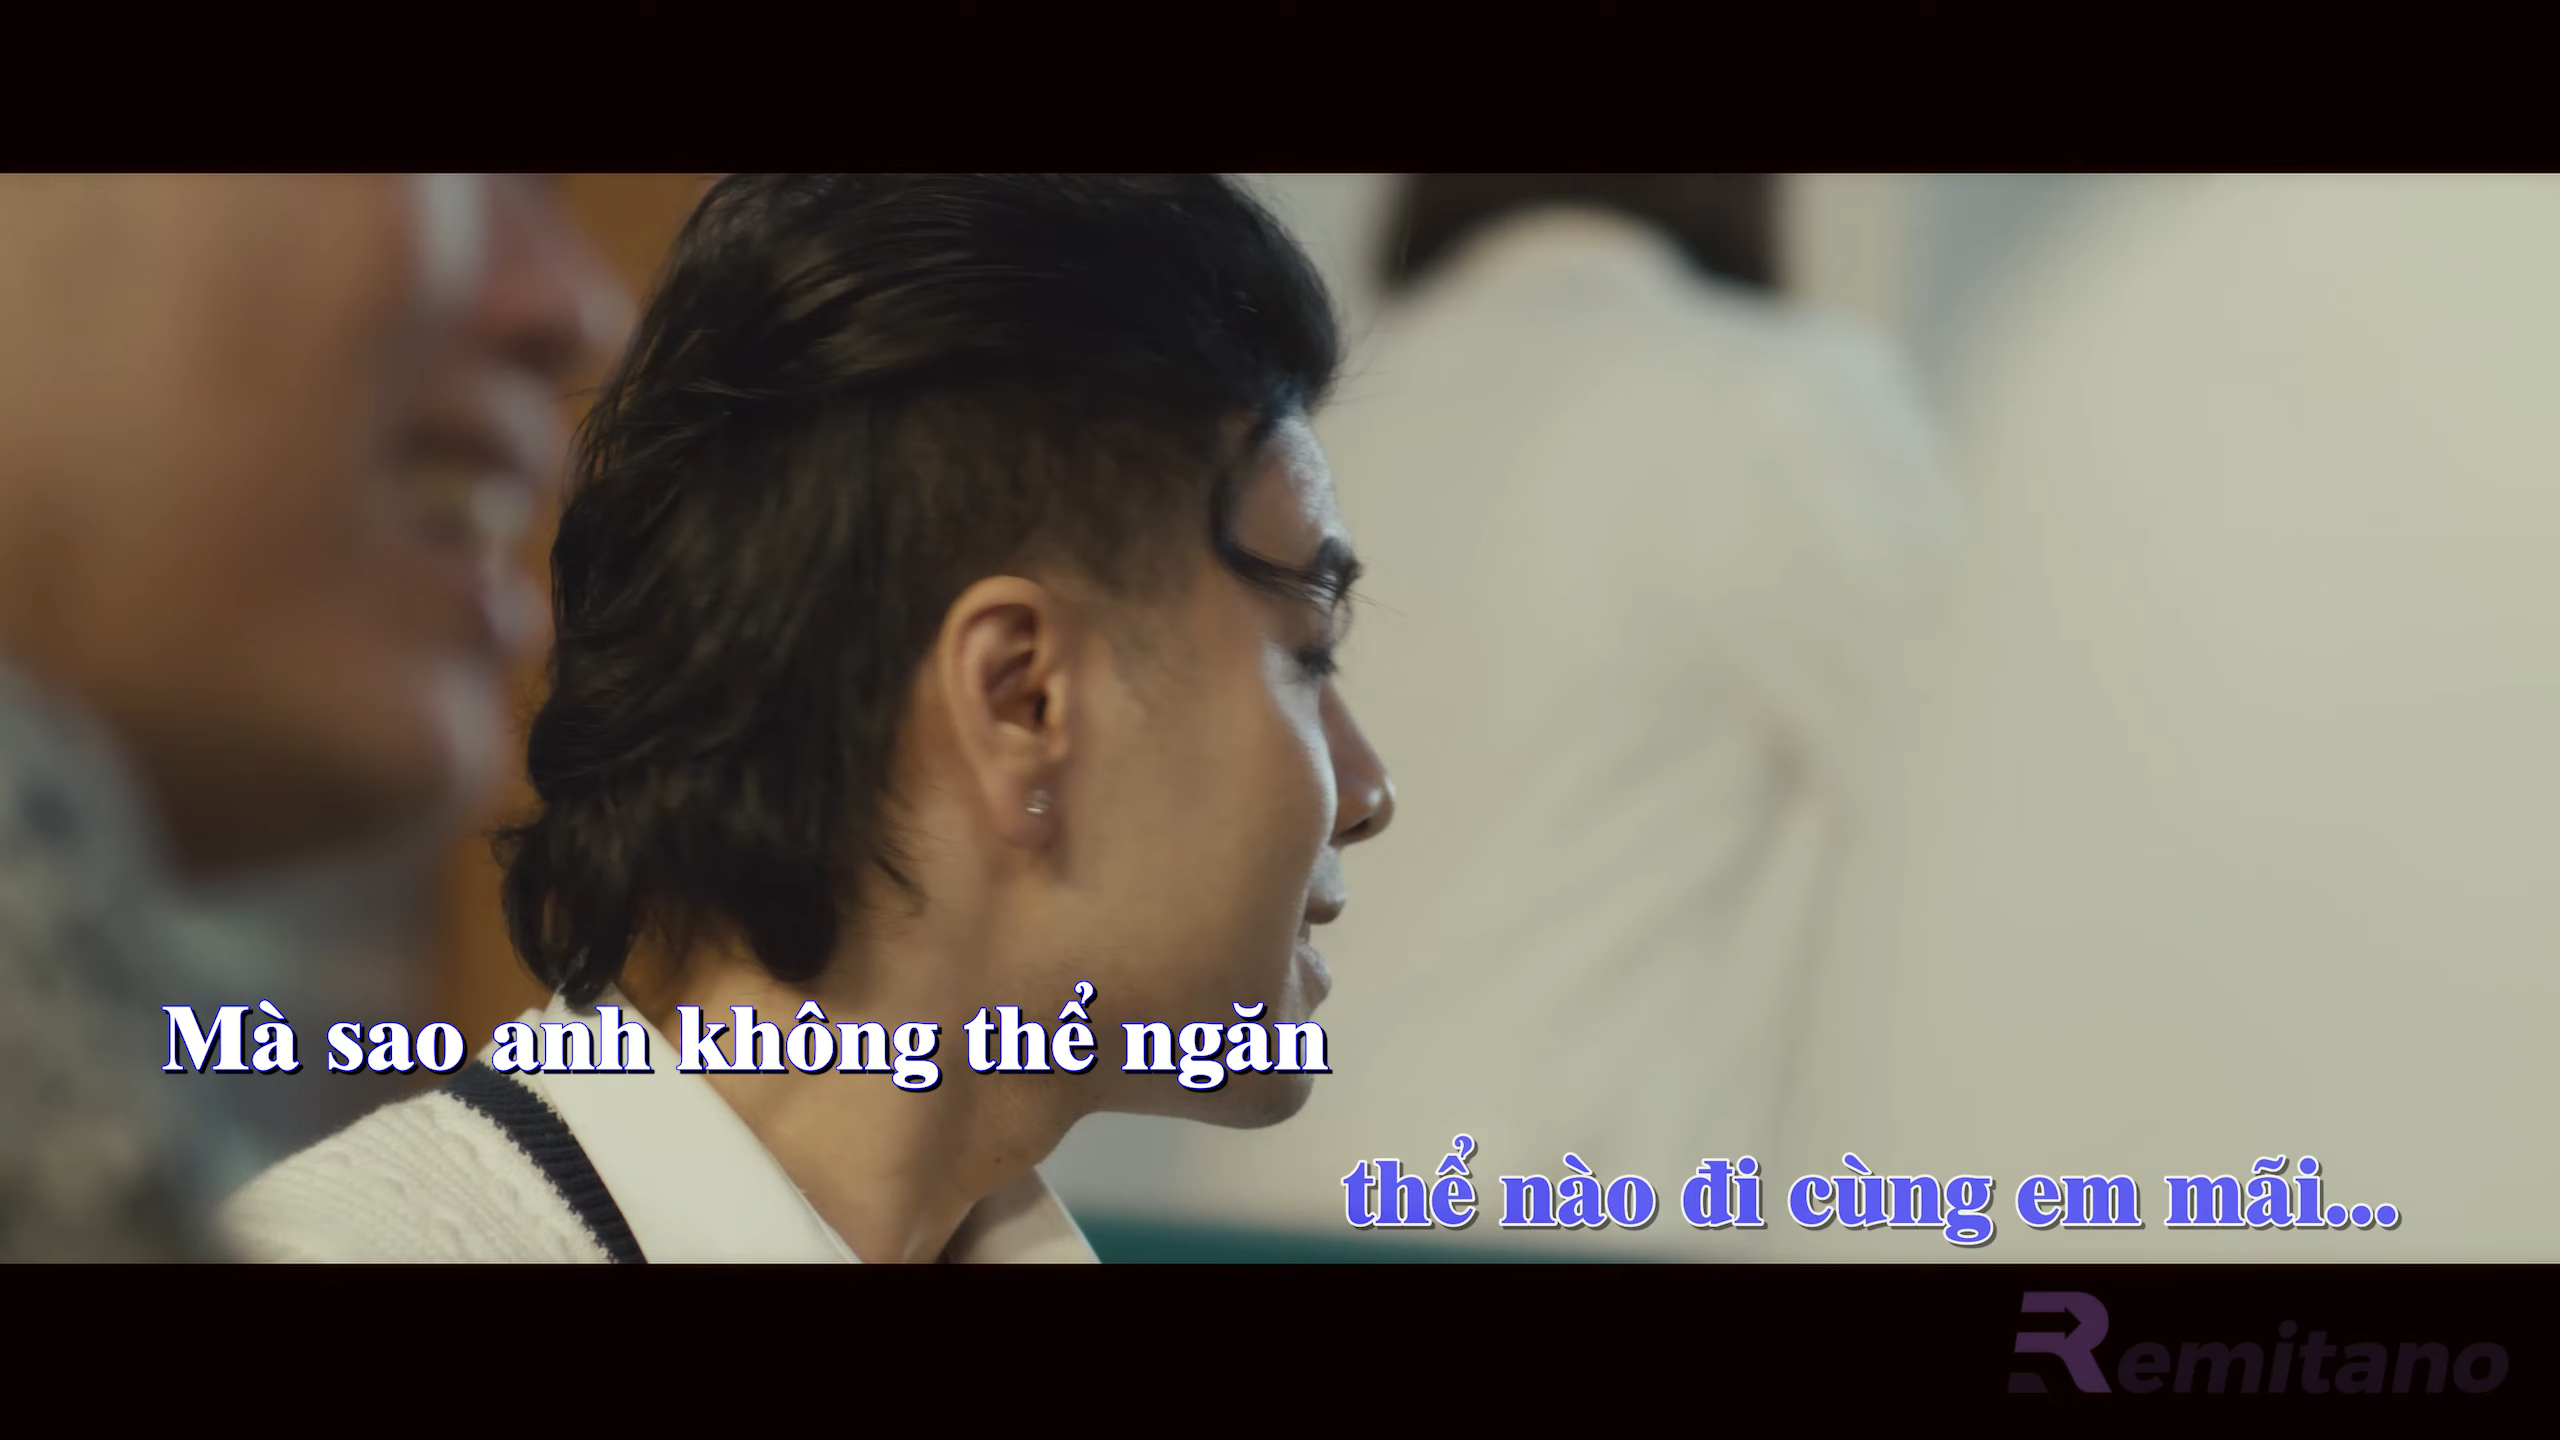 Mà sao anh không thể ngăn
thể nào đi cùng em mãi...
Remitano